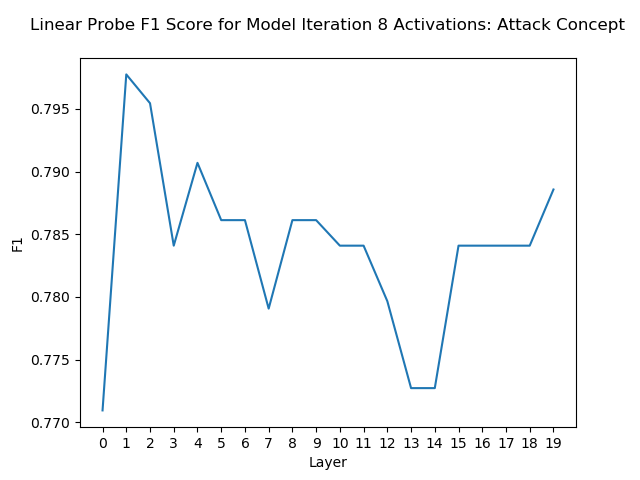 Linear Probe F1 Score for Model Iteration 8 Activations: Attack Concept
0.795
0.790
0.785
0.780
0.775
0.770
F1
0 1 2 3 4 5 6 7 8 9 10 11 12 13 14 15 16 17 18 19
Layer